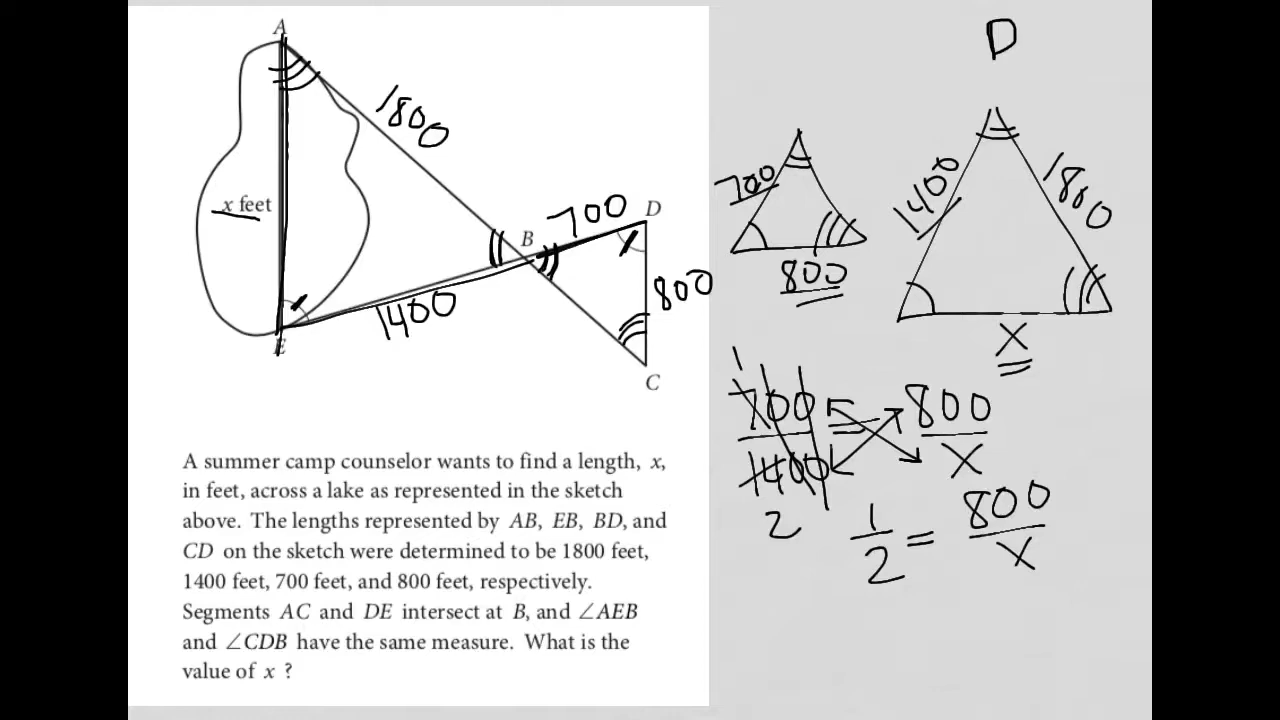 A
1800
x feet
B
700
D
800
1400
E
C
A summer camp counselor wants to find a length, x,
in feet, across a lake as represented in the sketch
above. The lengths represented by AB, EB, BD, and
CD on the sketch were determined to be 1800 feet,
1400 feet, 700 feet, and 800 feet, respectively.
Segments AC and DE intersect at B, and ∠AEB
and ∠CDB have the same measure. What is the
value of x ?
D
700
800
1400
1800
X
1
700 = 800
1400 X
2
1 = 800
2 X